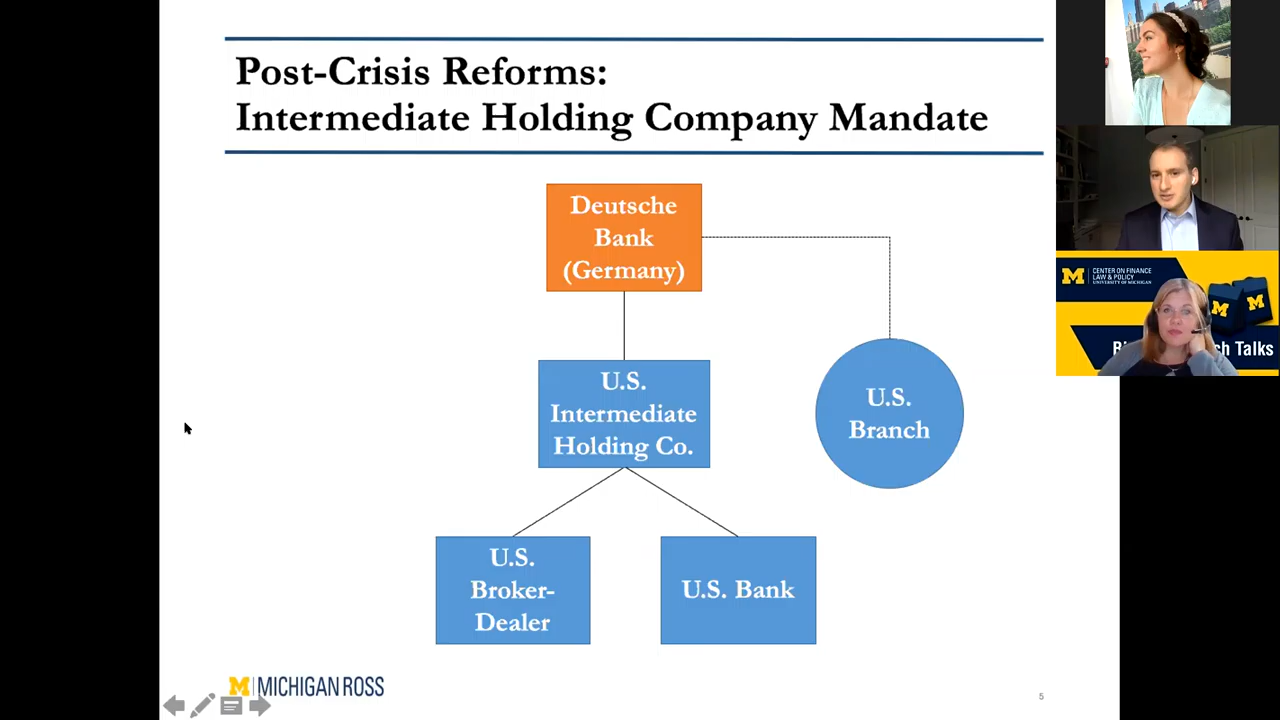 Post-Crisis Reforms:
Intermediate Holding Company Mandate
Deutsche
Bank
(Germany)
U.S.
Intermediate
Holding Co.
U.S.
Branch
U.S.
Broker-
Dealer
U.S. Bank
M MICHIGAN ROSS
5
M CENTER ON FINANCE
LAW & POLICY
UNIVERSITY OF MICHIGAN
M
M
Talks